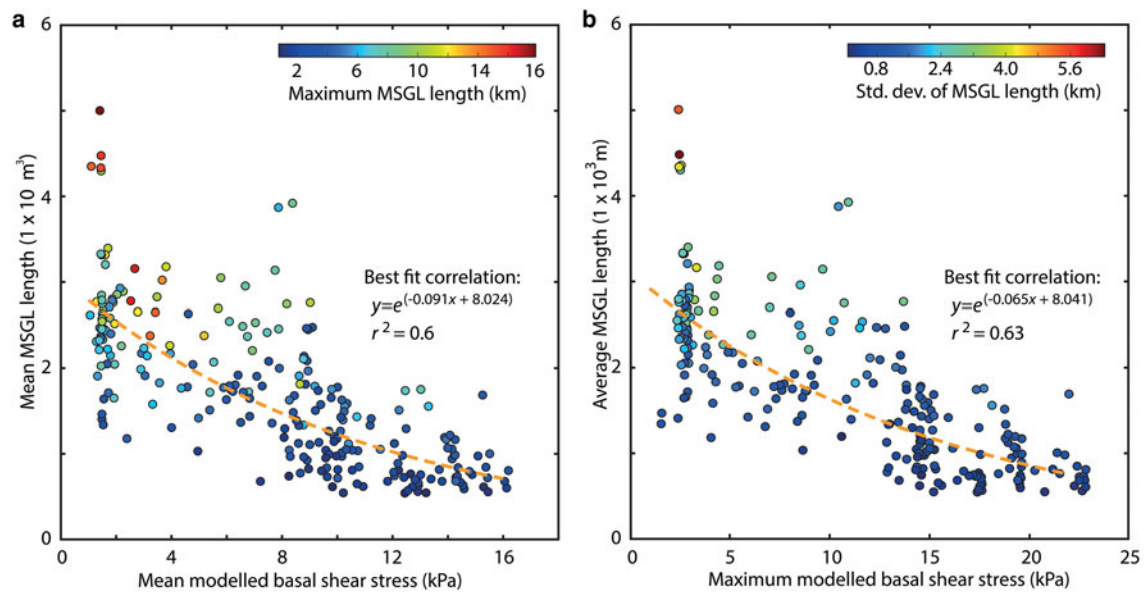 a
6
4
2
0
Mean MSGL length (1 x 10 m³)
2 6 10 14 16
Maximum MSGL length (km)
Best fit correlation:
y=e^(-0.091x + 8.024)
r² = 0.6
0 4 8 12 16
Mean modelled basal shear stress (kPa)
b
6
4
2
0
Average MSGL length (1 x 10³ m)
0.8 2.4 4.0 5.6
Std. dev. of MSGL length (km)
Best fit correlation:
y=e^(-0.065x + 8.041)
r² = 0.63
0 5 10 15 20 25
Maximum modelled basal shear stress (kPa)